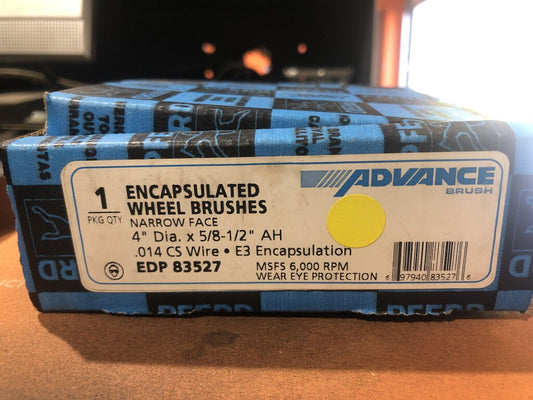 1
PKG. QTY
ENCAPSULATED
WHEEL BRUSHES
NARROW FACE
4" Dia. x 5/8-1/2" AH
.014 CS Wire • E3 Encapsulation
EDP 83527
ADVANCE
BRUSH
MSFS 6,000 RPM
WEAR EYE PROTECTION
6 97940 83527 6
PFERD